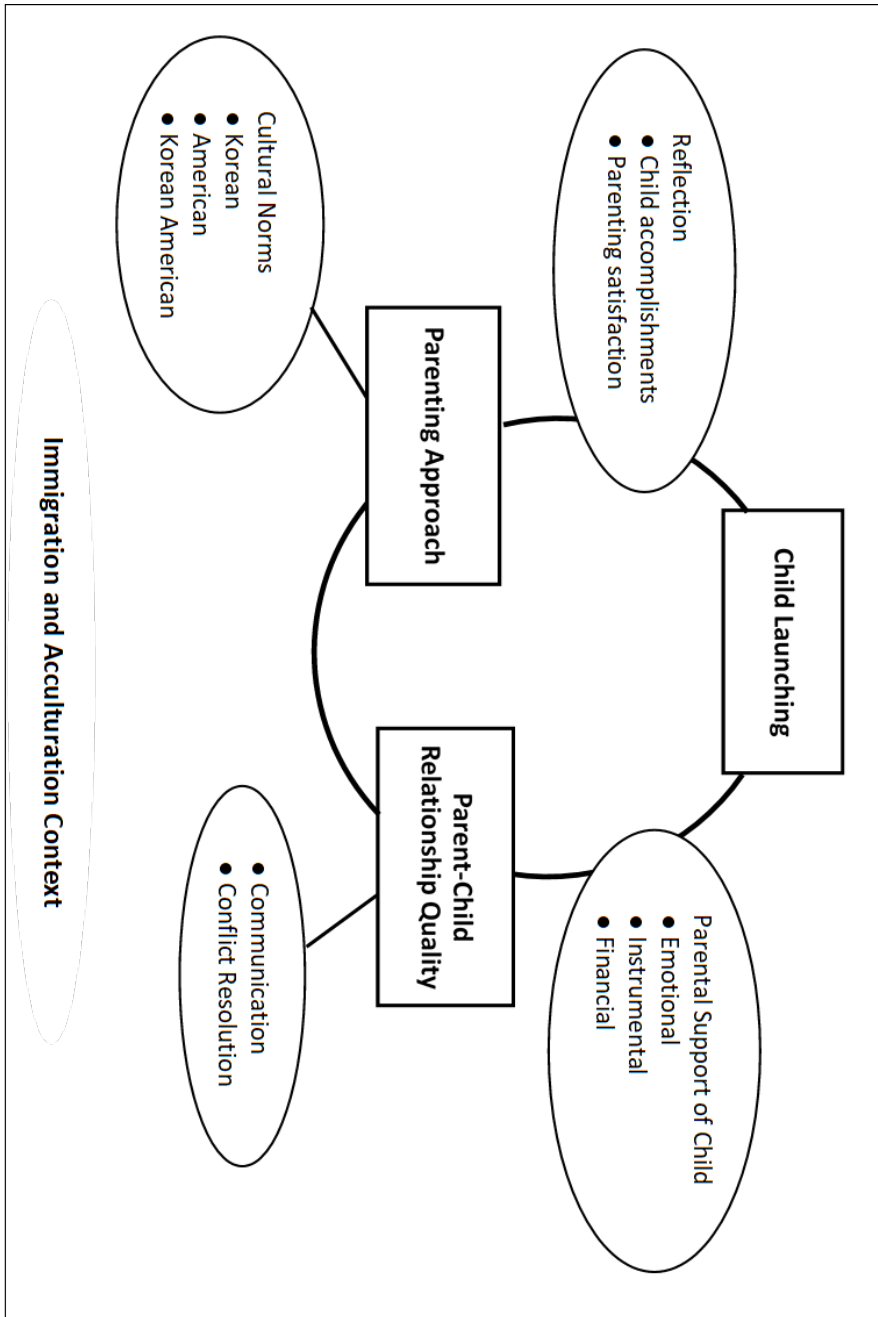 Child Launching
Reflection
● Child accomplishments
● Parenting satisfaction
Parental Support of Child
● Emotional
● Instrumental
● Financial
Parenting Approach
Parent-Child
Relationship Quality
Cultural Norms
● Korean
● American
● Korean American
● Communication
● Conflict Resolution
Immigration and Acculturation Context